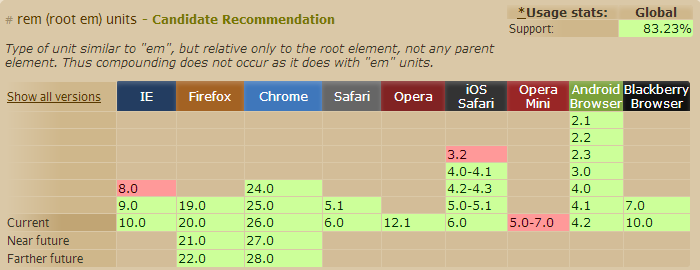 # rem (root em) units - Candidate Recommendation
*Usage stats: Global
Support: 83.23%
Type of unit similar to "em", but relative only to the root element, not any parent
element. Thus compounding does not occur as it does with "em" units.
Show all versions IE Firefox Chrome Safari Opera iOS Safari Opera Mini Android Browser Blackberry Browser
2.1
2.2
3.2 2.3
4.0-4.1 3.0
8.0 24.0 4.2-4.3 4.0
9.0 19.0 25.0 5.1 5.0-5.1 4.1 7.0
Current 10.0 20.0 26.0 6.0 12.1 6.0 5.0-7.0 4.2 10.0
Near future 21.0 27.0
Farther future 22.0 28.0